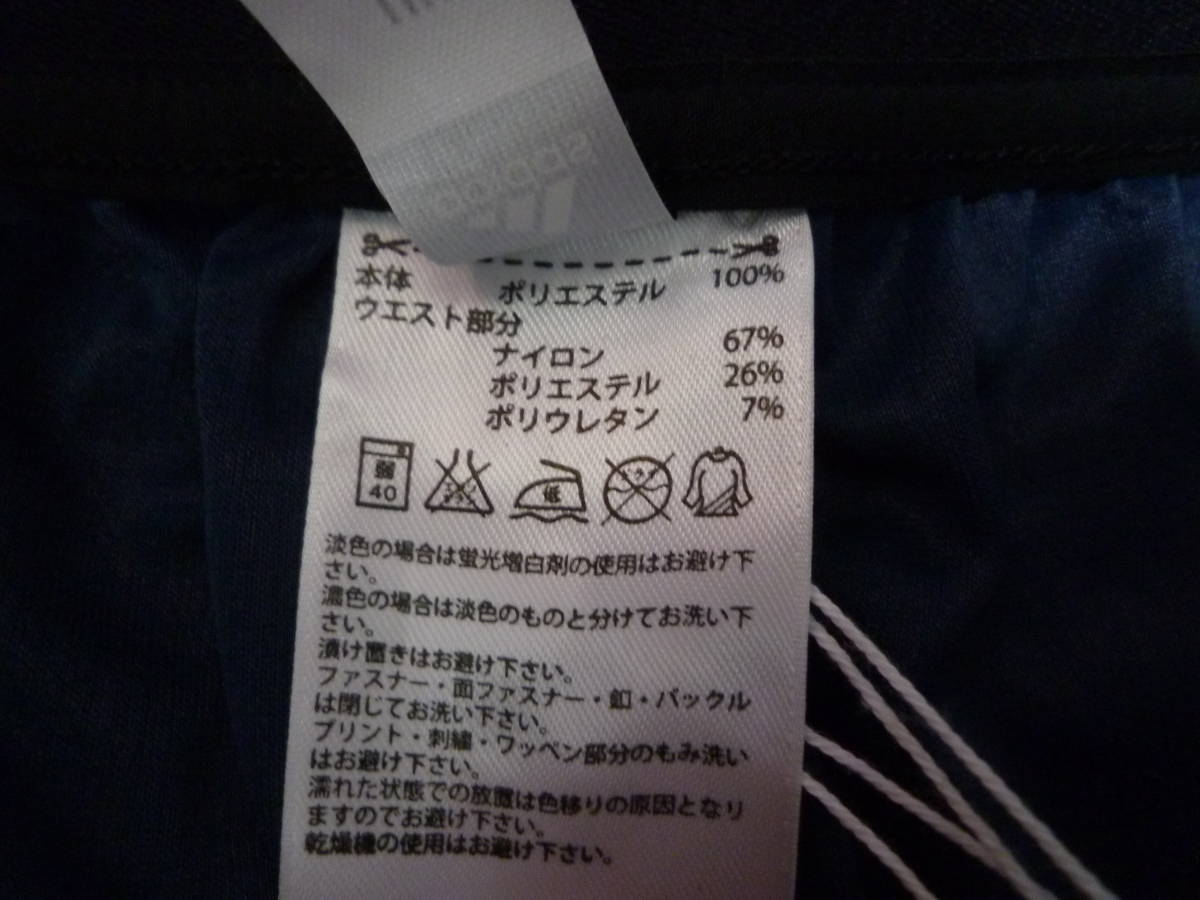 adidas
本体 ポリエステル 100%
ウエスト部分
ナイロン 67%
ポリエステル 26%
ポリウレタン 7%
弱 40 低
淡色の場合は蛍光増白剤の使用はお避け下
さい。
濃色の場合は淡色のものと分けてお洗い下
さい。
漬け置きはお避け下さい。
ファスナー・面ファスナー・釦・バックル
は閉じてお洗い下さい。
プリント・刺繍・ワッペン部分のもみ洗い
はお避け下さい。
濡れた状態での放置は色移りの原因となり
ますのでお避け下さい。
乾燥機の使用はお避け下さい。